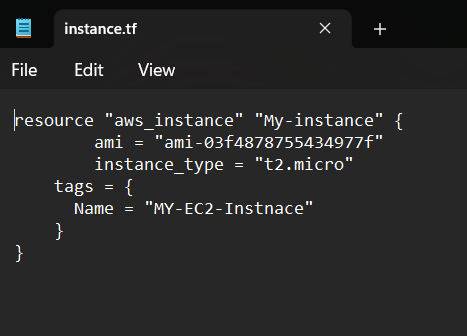 instance.tf
File Edit View
resource "aws_instance" "My-instance" {
ami = "ami-03f4878755434977f"
instance_type = "t2.micro"
tags = {
Name = "MY-EC2-Instnace"
}
}